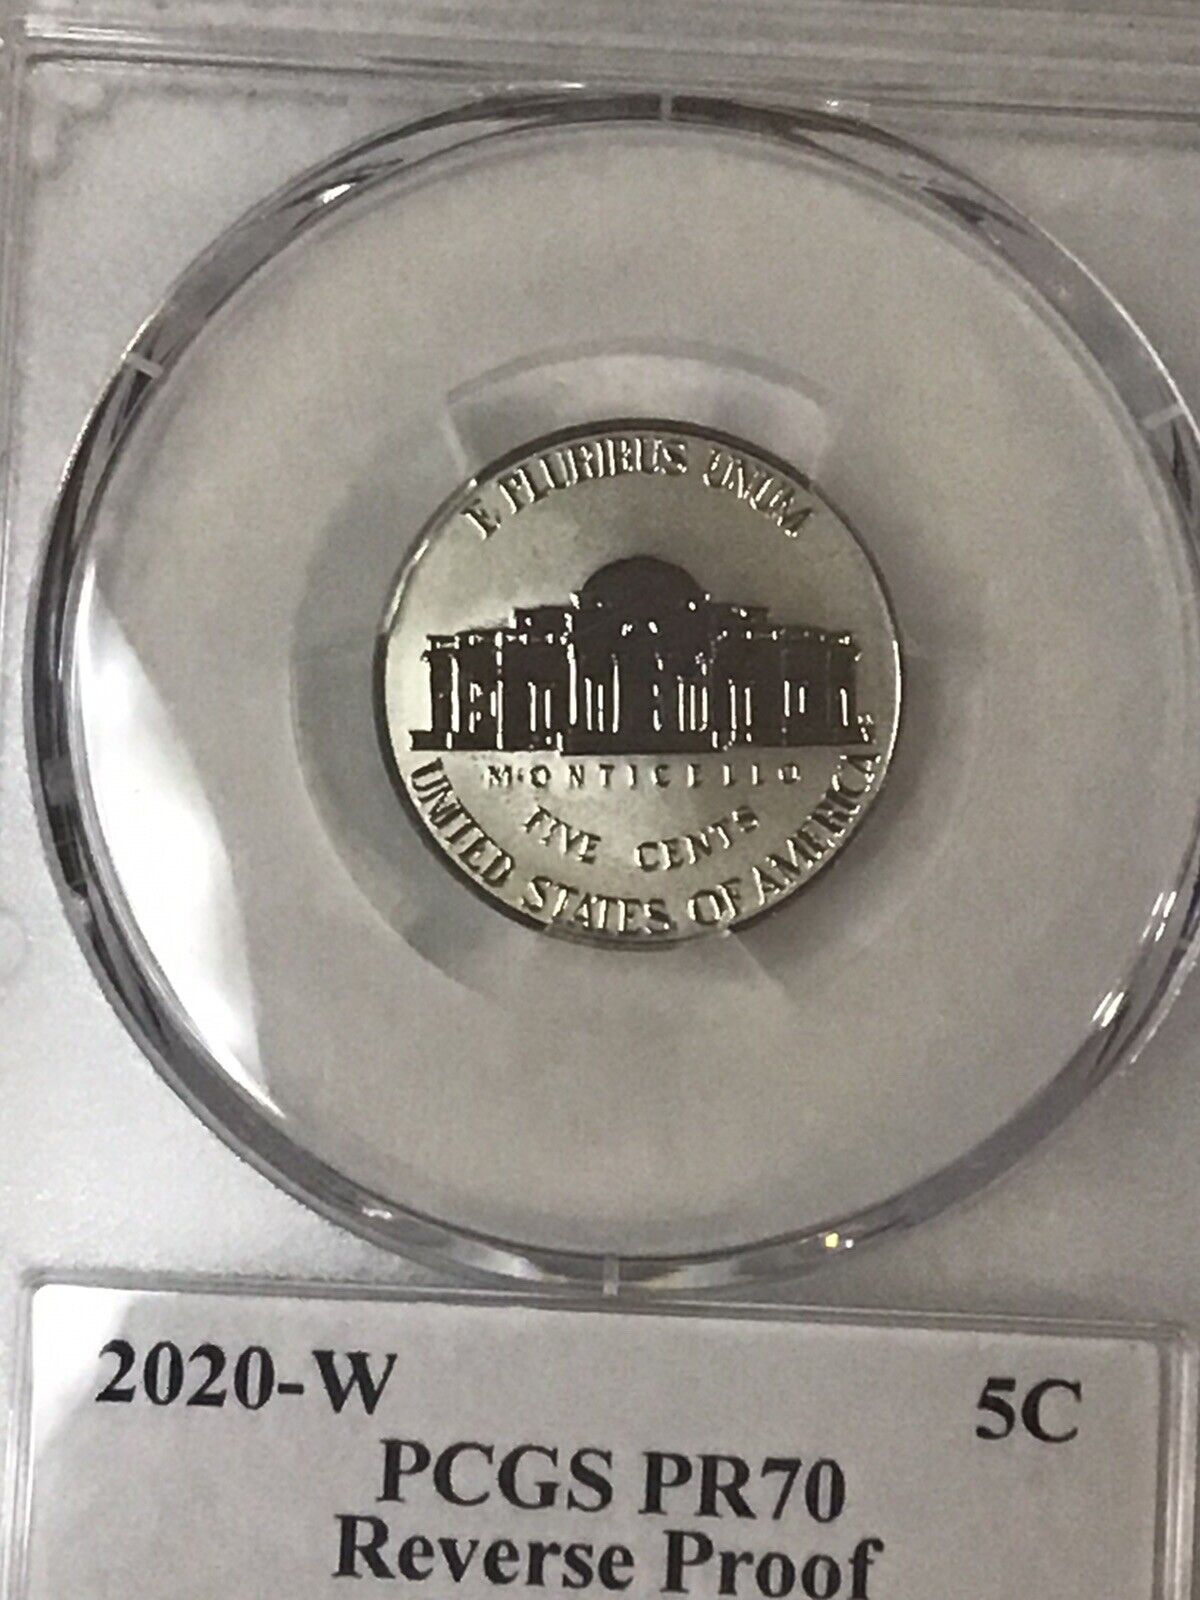 E PLURIBUS UNUM
MONTICELLO
FIVE CENTS
UNITED STATES OF AMERICA
2020-W 5C
PCGS PR70
Reverse Proof